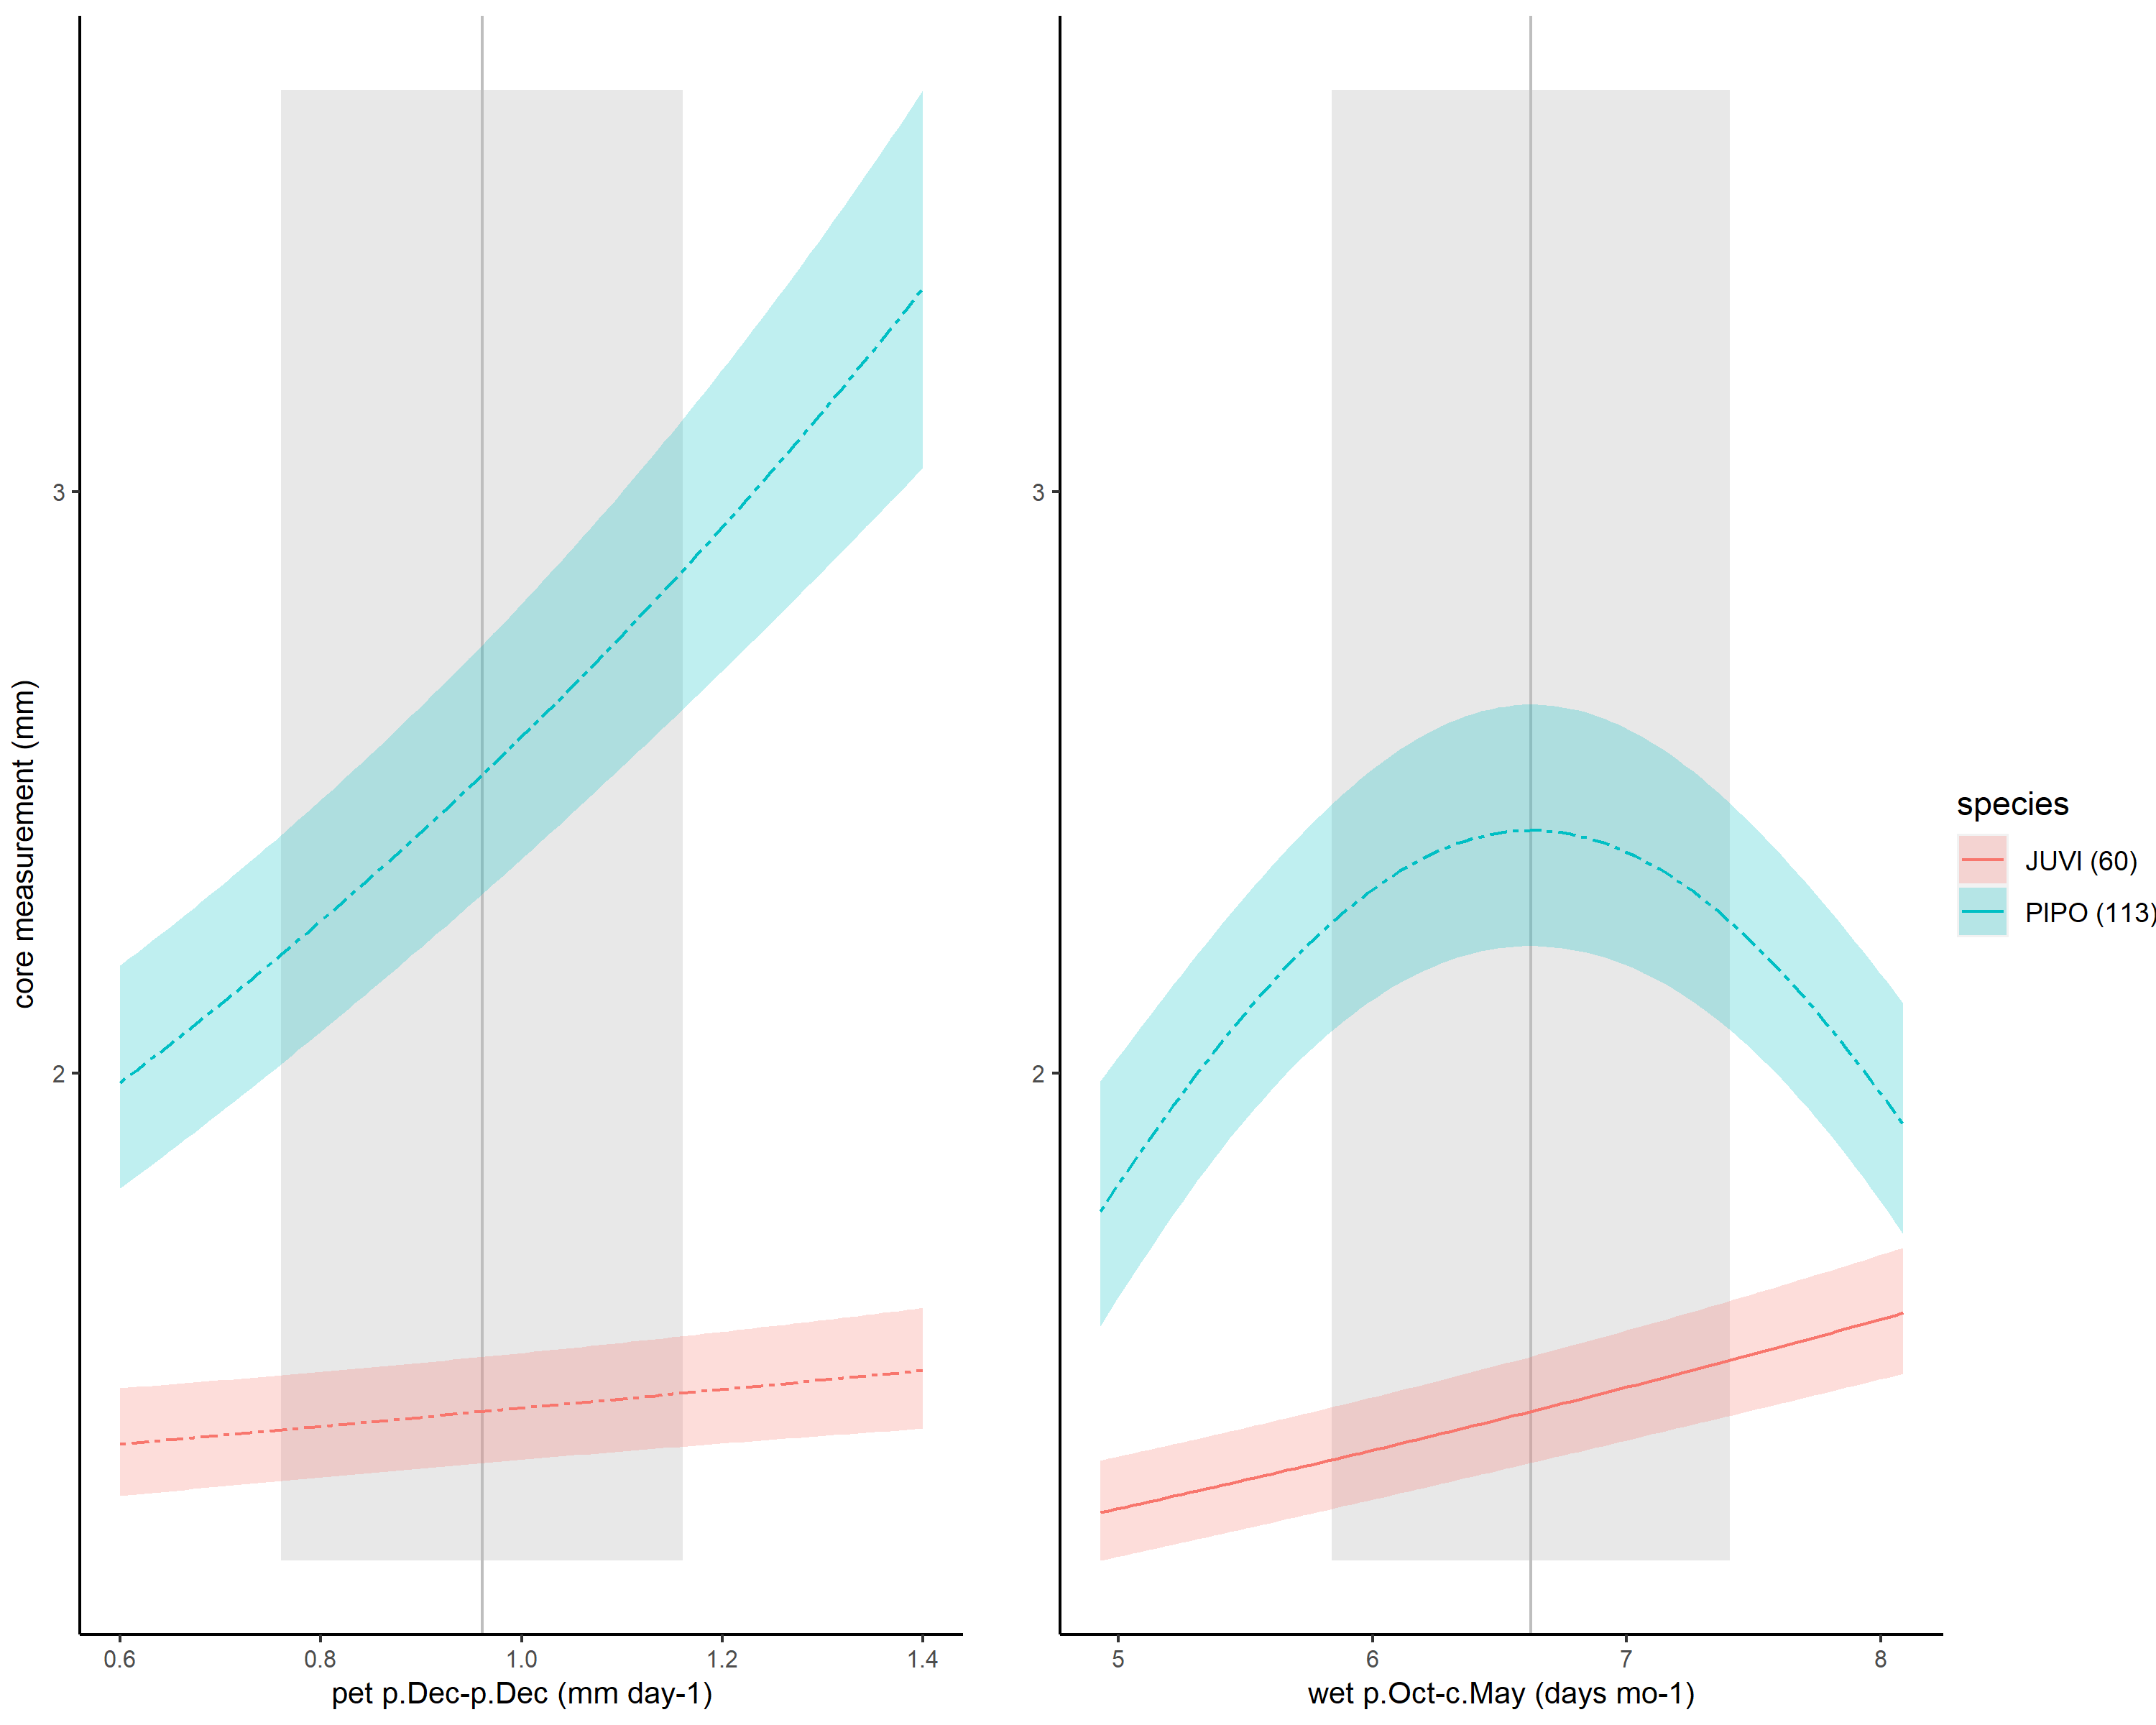 core measurement (mm)
3
2
0.6 0.8 1.0 1.2 1.4
pet p.Dec-p.Dec (mm day-1)
3
2
5 6 7 8
wet p.Oct-c.May (days mo-1)
species
JUVI (60)
PIPO (113)